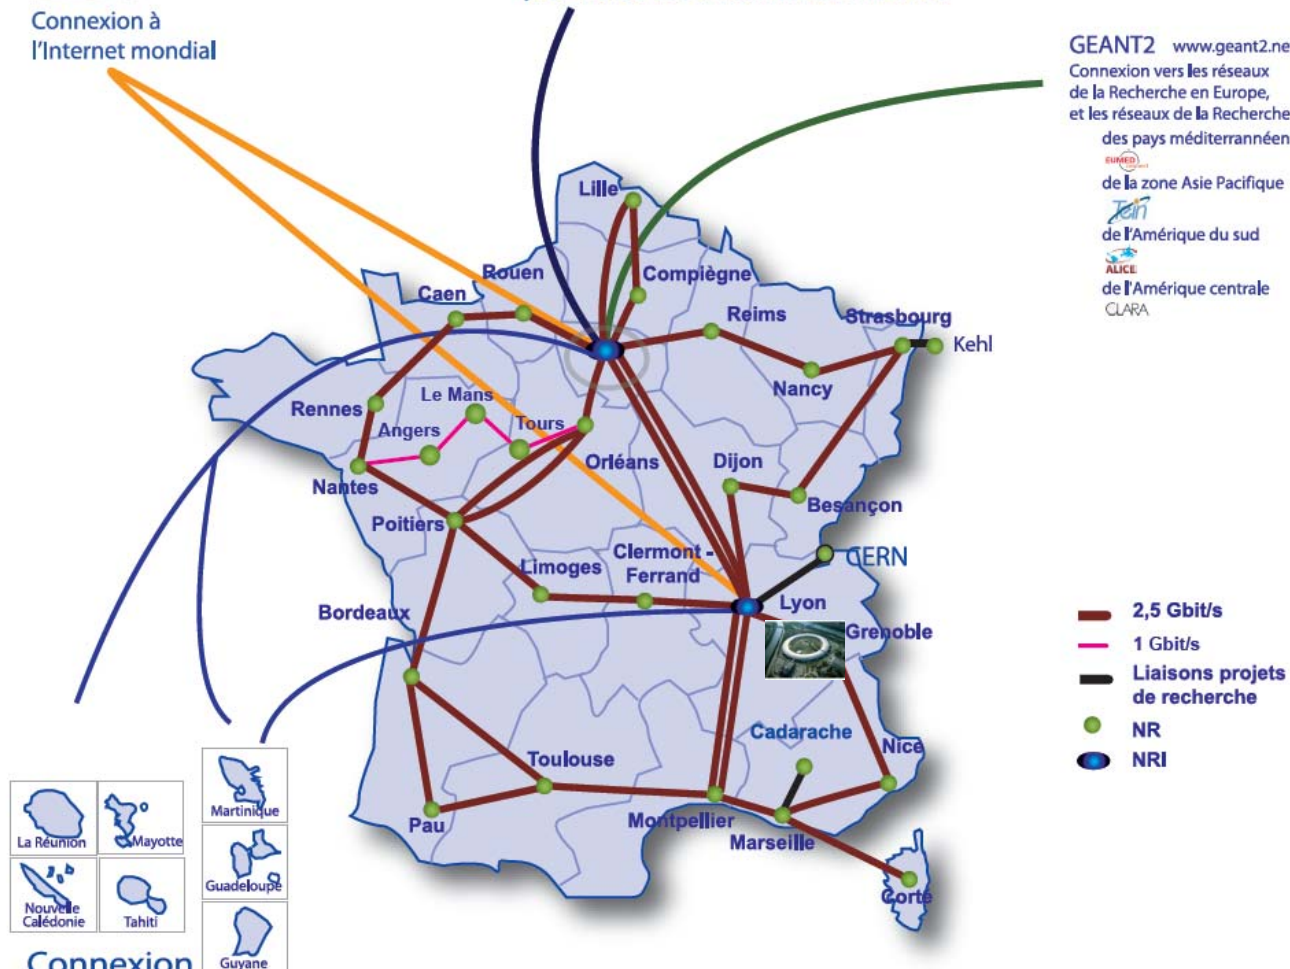 Connexion à
l'Internet mondial
GEANT2 www.geant2.ne
Connexion vers les réseaux
de la Recherche en Europe,
et les réseaux de la Recherche
des pays méditerrannéen
EUMED
de la zone Asie Pacifique
Tein
de l'Amérique du sud
ALICE
de l'Amérique centrale
CLARA
Lille
Rouen
Compiègne
Caen
Reims
Strasbourg
Kehl
Nancy
Le Mans
Rennes
Angers
Tours
Orléans
Dijon
Nantes
Besançon
Poitiers
CERN
Clermont -
Ferrand
Limoges
Lyon
Bordeaux
Grenoble
2,5 Gbit/s
1 Gbit/s
Liaisons projets
de recherche
NR
NRI
Cadarache
Nice
Toulouse
Pau
Montpellier
Marseille
Corté
Martinique
La Réunion
Mayotte
Guadeloupe
Nouvelle
Calédonie
Tahiti
Guyane
Connexion